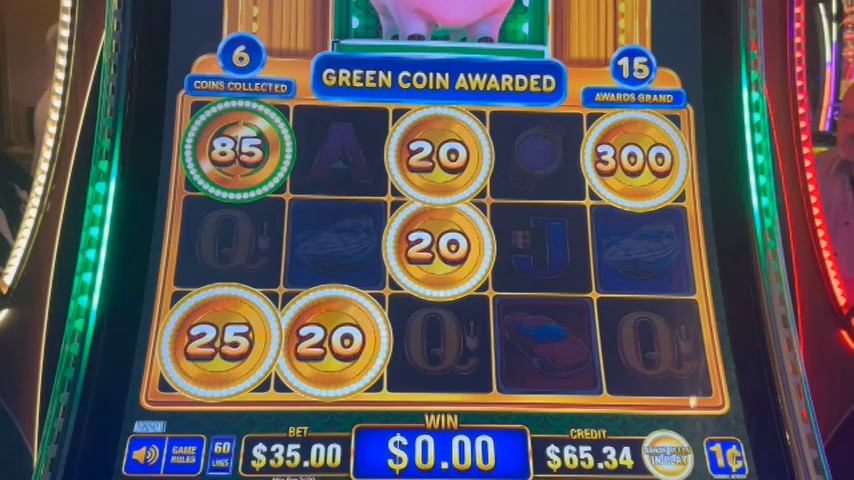 6
COINS COLLECTED
GREEN COIN AWARDED
15
AWARDS GRAND
85
A
20
300
Q
20
J
25
20
Q
Q
GAME RULES
60 LINES
BET
$35.00
WIN
$0.00
CREDIT
$65.34
1¢